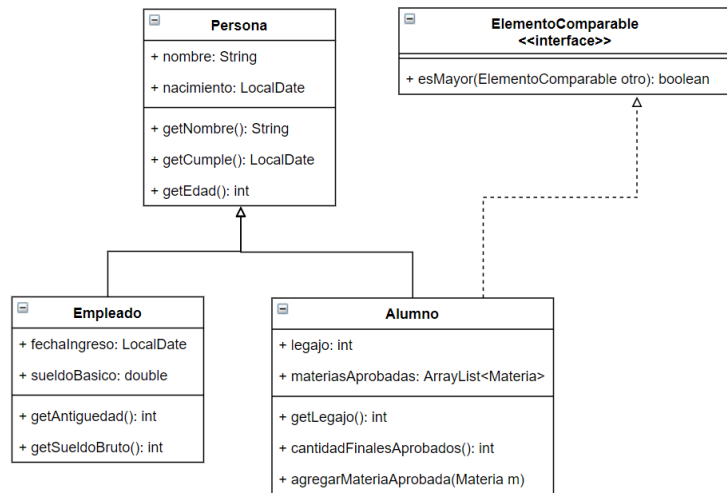 Persona
+ nombre: String
+ nacimiento: LocalDate
+ getNombre(): String
+ getCumple(): LocalDate
+ getEdad(): int
ElementoComparable
<<interface>>
+ esMayor(ElementoComparable otro): boolean
Empleado
+ fechaIngreso: LocalDate
+ sueldoBasico: double
+ getAntiguedad(): int
+ getSueldoBruto(): int
Alumno
+ legajo: int
+ materiasAprobadas: ArrayList<Materia>
+ getLegajo(): int
+ cantidadFinalesAprobados(): int
+ agregarMateriaAprobada(Materia m)